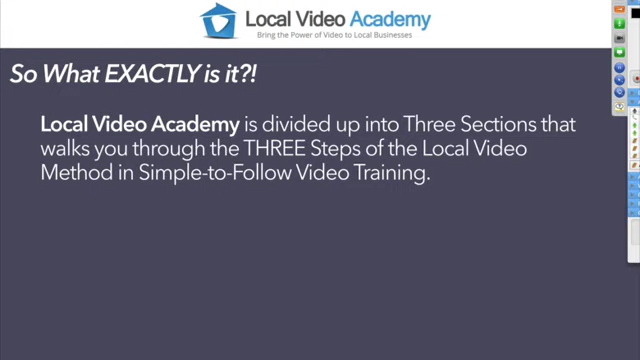 Local Video Academy
Bring the Power of Video to Local Businesses
So What EXACTLY is it?!
Local Video Academy is divided up into Three Sections that
walks you through the THREE Steps of the Local Video
Method in Simple-to-Follow Video Training.